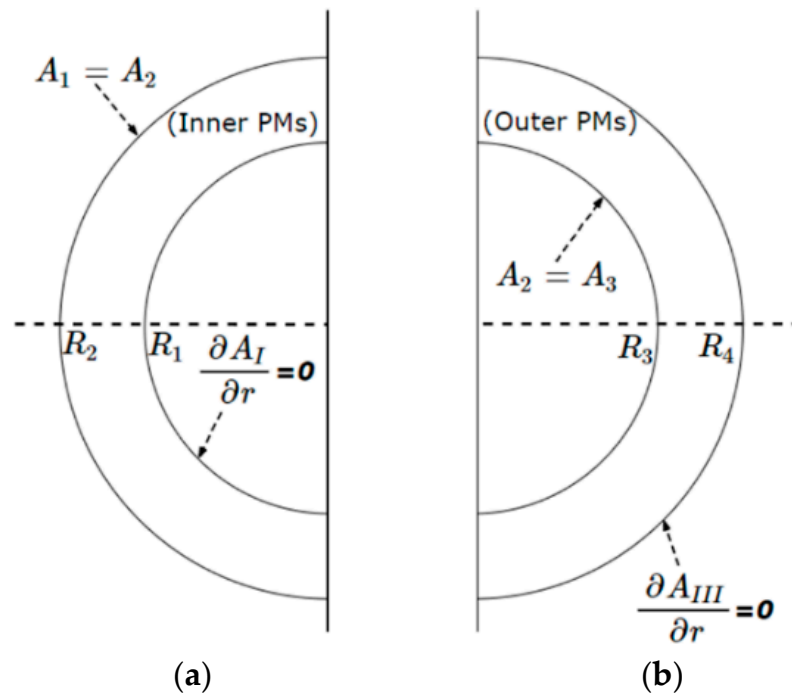 A₁ = A₂
(Inner PMs)
(Outer PMs)
A₂ = A₃
R₂
R₁
∂A_I/∂r =0
R₃
R₄
∂A_III/∂r =0
(a)
(b)